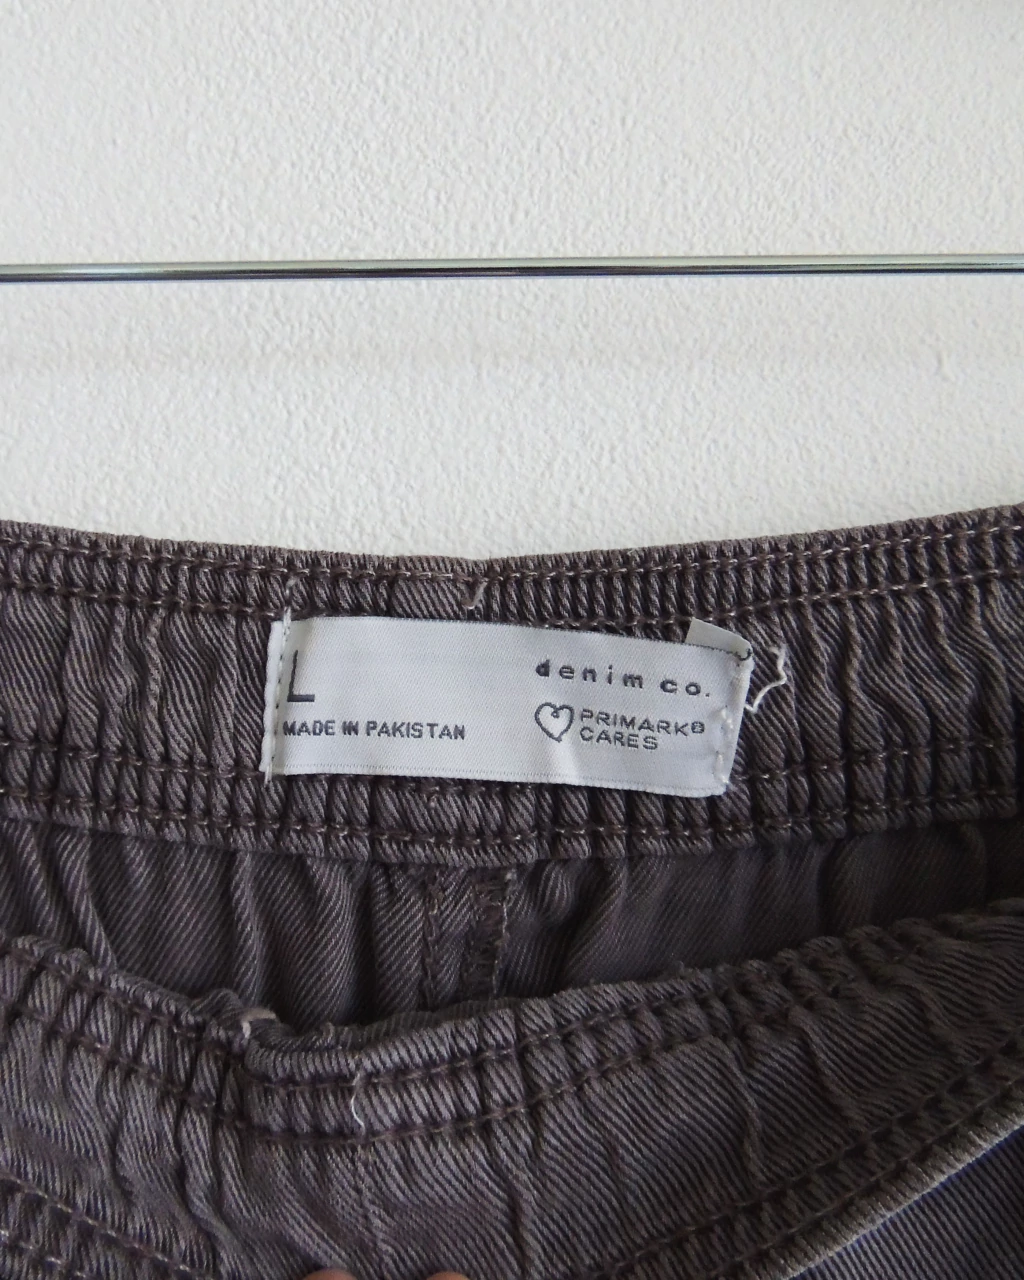 L
MADE IN PAKISTAN
denim co.
PRIMARK®
CARES